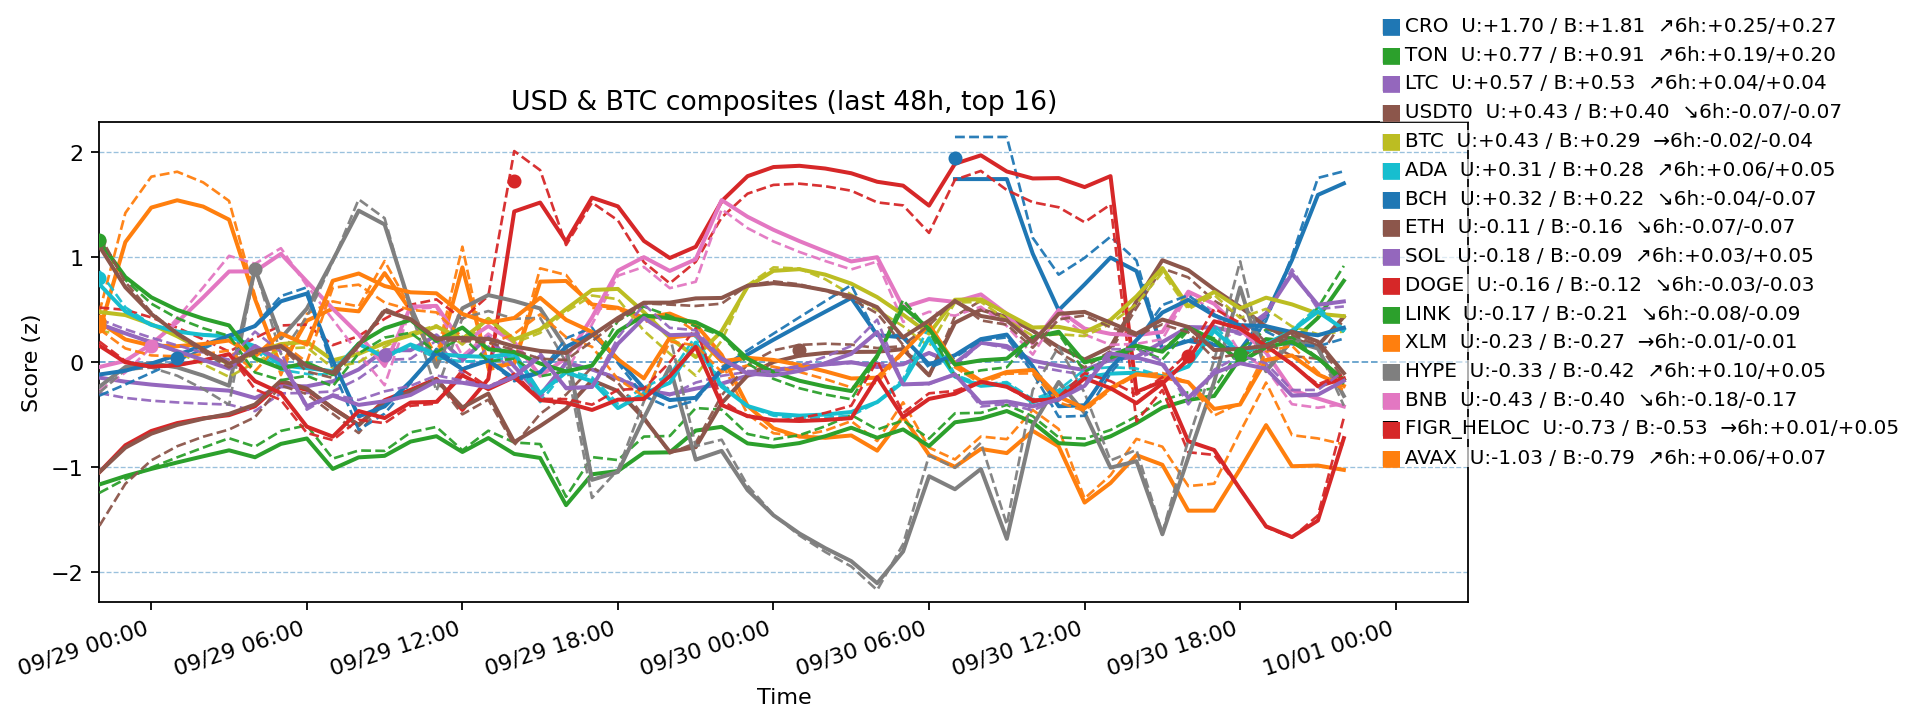 CRO  U:+1.70 / B:+1.81  ↗6h:+0.25/+0.27
TON  U:+0.77 / B:+0.91  ↗6h:+0.19/+0.20
LTC  U:+0.57 / B:+0.53  ↗6h:+0.04/+0.04
USDT0  U:+0.43 / B:+0.40  ↘6h:-0.07/-0.07
BTC  U:+0.43 / B:+0.29  →6h:-0.02/-0.04
ADA  U:+0.31 / B:+0.28  ↗6h:+0.06/+0.05
BCH  U:+0.32 / B:+0.22  ↘6h:-0.04/-0.07
ETH  U:-0.11 / B:-0.16  ↘6h:-0.07/-0.07
SOL  U:-0.18 / B:-0.09  ↗6h:+0.03/+0.05
DOGE  U:-0.16 / B:-0.12  ↘6h:-0.03/-0.03
LINK  U:-0.17 / B:-0.21  ↘6h:-0.08/-0.09
XLM  U:-0.23 / B:-0.27  →6h:-0.01/-0.01
HYPE  U:-0.33 / B:-0.42  ↗6h:+0.10/+0.05
BNB  U:-0.43 / B:-0.40  ↘6h:-0.18/-0.17
FIGR_HELOC  U:-0.73 / B:-0.53  →6h:+0.01/+0.05
AVAX  U:-1.03 / B:-0.79  ↗6h:+0.06/+0.07
USD & BTC composites (last 48h, top 16)
Score (z)
2
1
0
−1
−2
09/29 00:00
09/29 06:00
09/29 12:00
09/29 18:00
09/30 00:00
09/30 06:00
09/30 12:00
09/30 18:00
10/01 00:00
Time